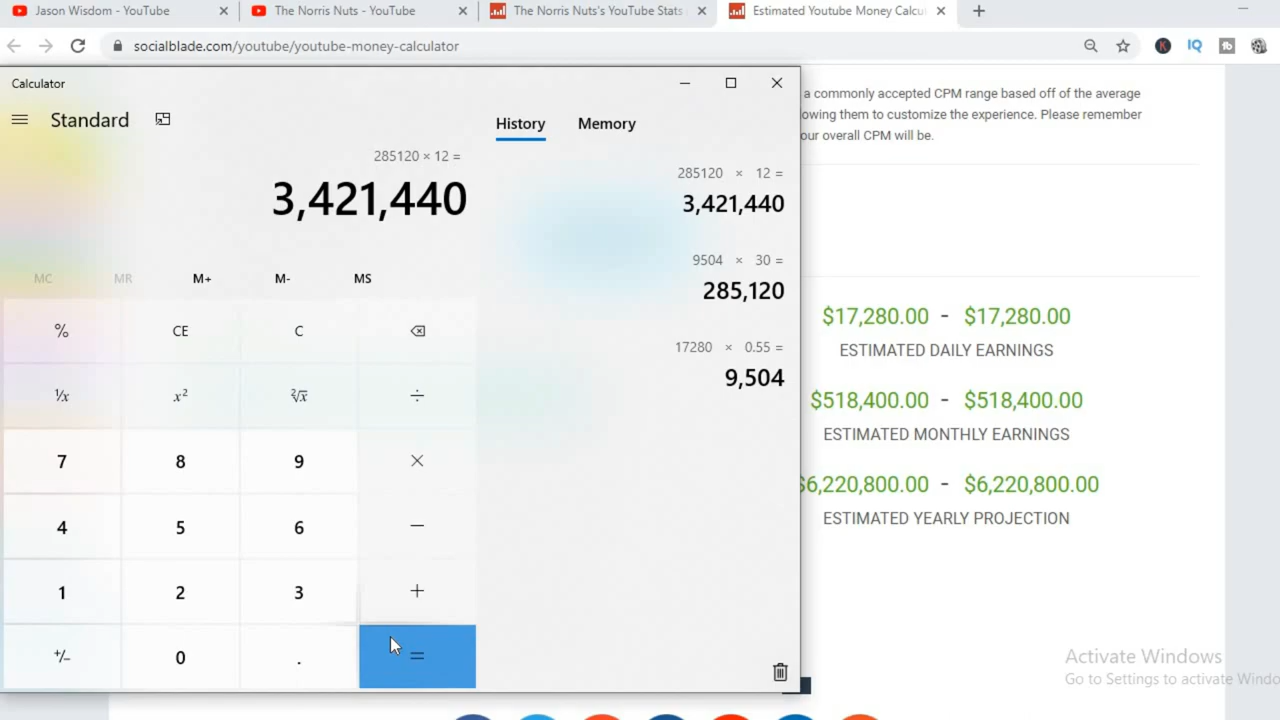 Jason Wisdom - YouTube
The Norris Nuts - YouTube
The Norris Nuts's YouTube Stats
Estimated Youtube Money Calcu
socialblade.com/youtube/youtube-money-calculator
IQ
tb
Calculator
Standard
History
Memory
285120 × 12 =
3,421,440
285120 × 12 =
3,421,440
9504 × 30 =
285,120
17280 × 0.55 =
9,504
MC MR M+ M- MS
% CE C
¹/x x² ²√x ÷
7 8 9 ×
4 5 6 −
1 2 3 +
+/− 0 . =
a commonly accepted CPM range based off of the average
owing them to customize the experience. Please remember
our overall CPM will be.
$17,280.00 - $17,280.00
ESTIMATED DAILY EARNINGS
$518,400.00 - $518,400.00
ESTIMATED MONTHLY EARNINGS
$6,220,800.00 - $6,220,800.00
ESTIMATED YEARLY PROJECTION
Activate Windows
Go to Settings to activate Windo